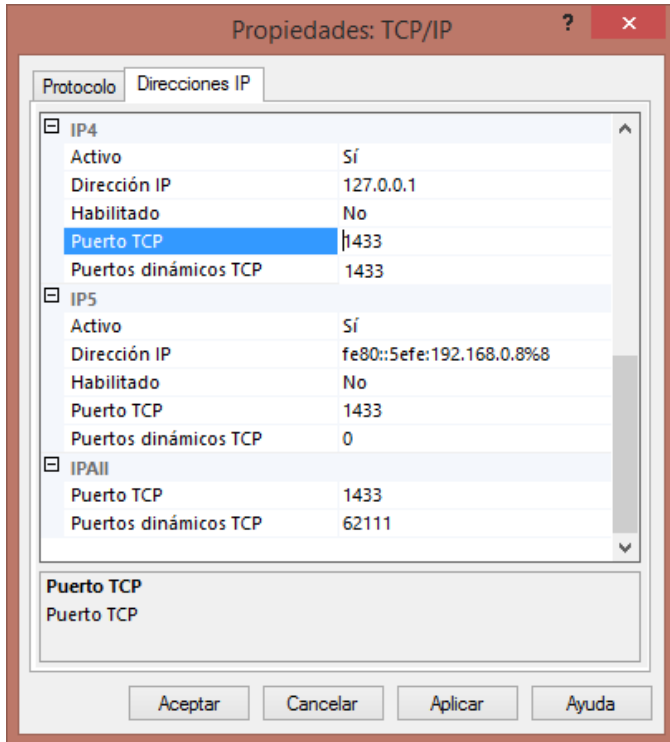 Propiedades: TCP/IP ? ×
Protocolo Direcciones IP
IP4
Activo Sí
Dirección IP 127.0.0.1
Habilitado No
Puerto TCP 1433
Puertos dinámicos TCP 1433
IP5
Activo Sí
Dirección IP fe80::5efe:192.168.0.8%8
Habilitado No
Puerto TCP 1433
Puertos dinámicos TCP 0
IPAll
Puerto TCP 1433
Puertos dinámicos TCP 62111
Puerto TCP
Puerto TCP
Aceptar Cancelar Aplicar Ayuda